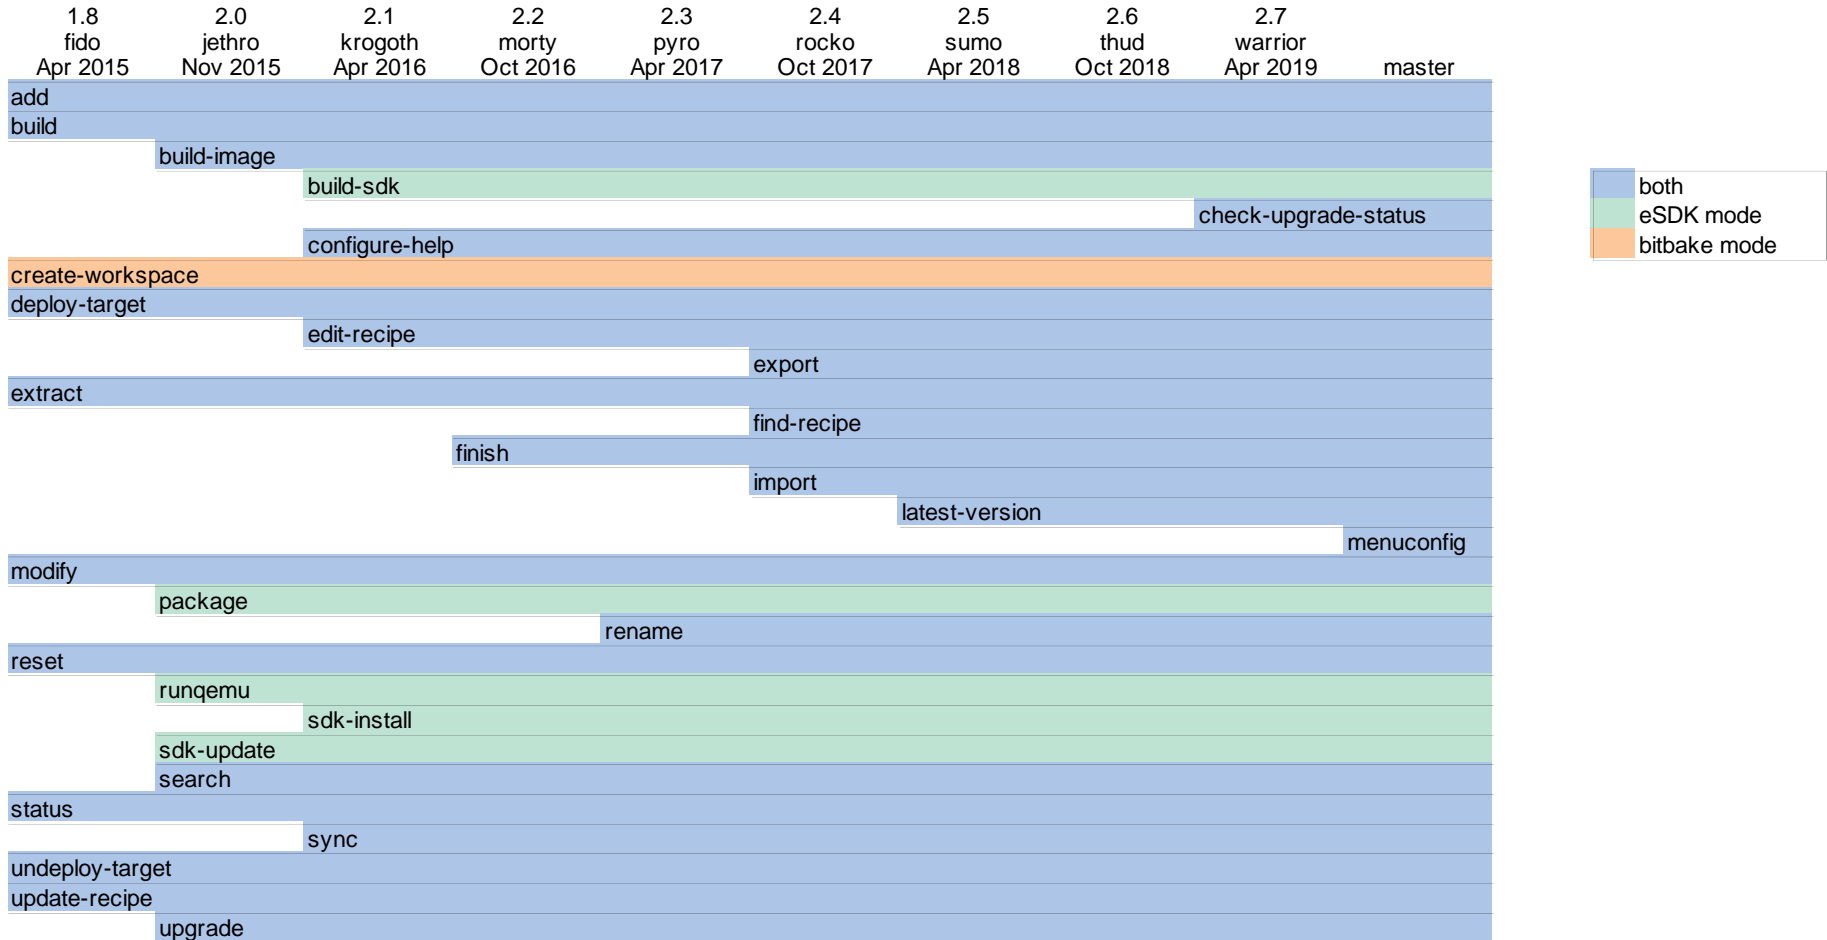 1.8 2.0 2.1 2.2 2.3 2.4 2.5 2.6 2.7
fido jethro krogoth morty pyro rocko sumo thud warrior
Apr 2015 Nov 2015 Apr 2016 Oct 2016 Apr 2017 Oct 2017 Apr 2018 Oct 2018 Apr 2019 master
add
build
build-image
build-sdk
check-upgrade-status
configure-help
create-workspace
deploy-target
edit-recipe
export
extract
find-recipe
finish
import
latest-version
menuconfig
modify
package
rename
reset
runqemu
sdk-install
sdk-update
search
status
sync
undeploy-target
update-recipe
upgrade
both
eSDK mode
bitbake mode